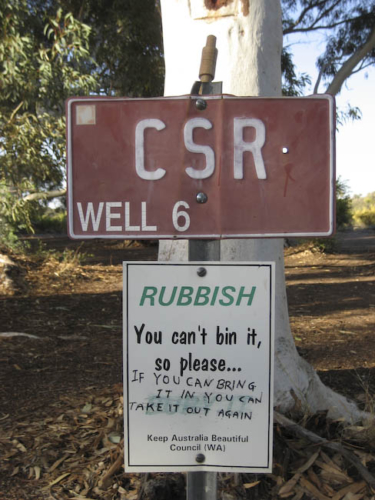 CSR
WELL 6
RUBBISH
You can't bin it,
so please...
IF YOU CAN BRING
IT IN YOU CAN
TAKE IT OUT AGAIN
Keep Australia Beautiful
Council (WA)